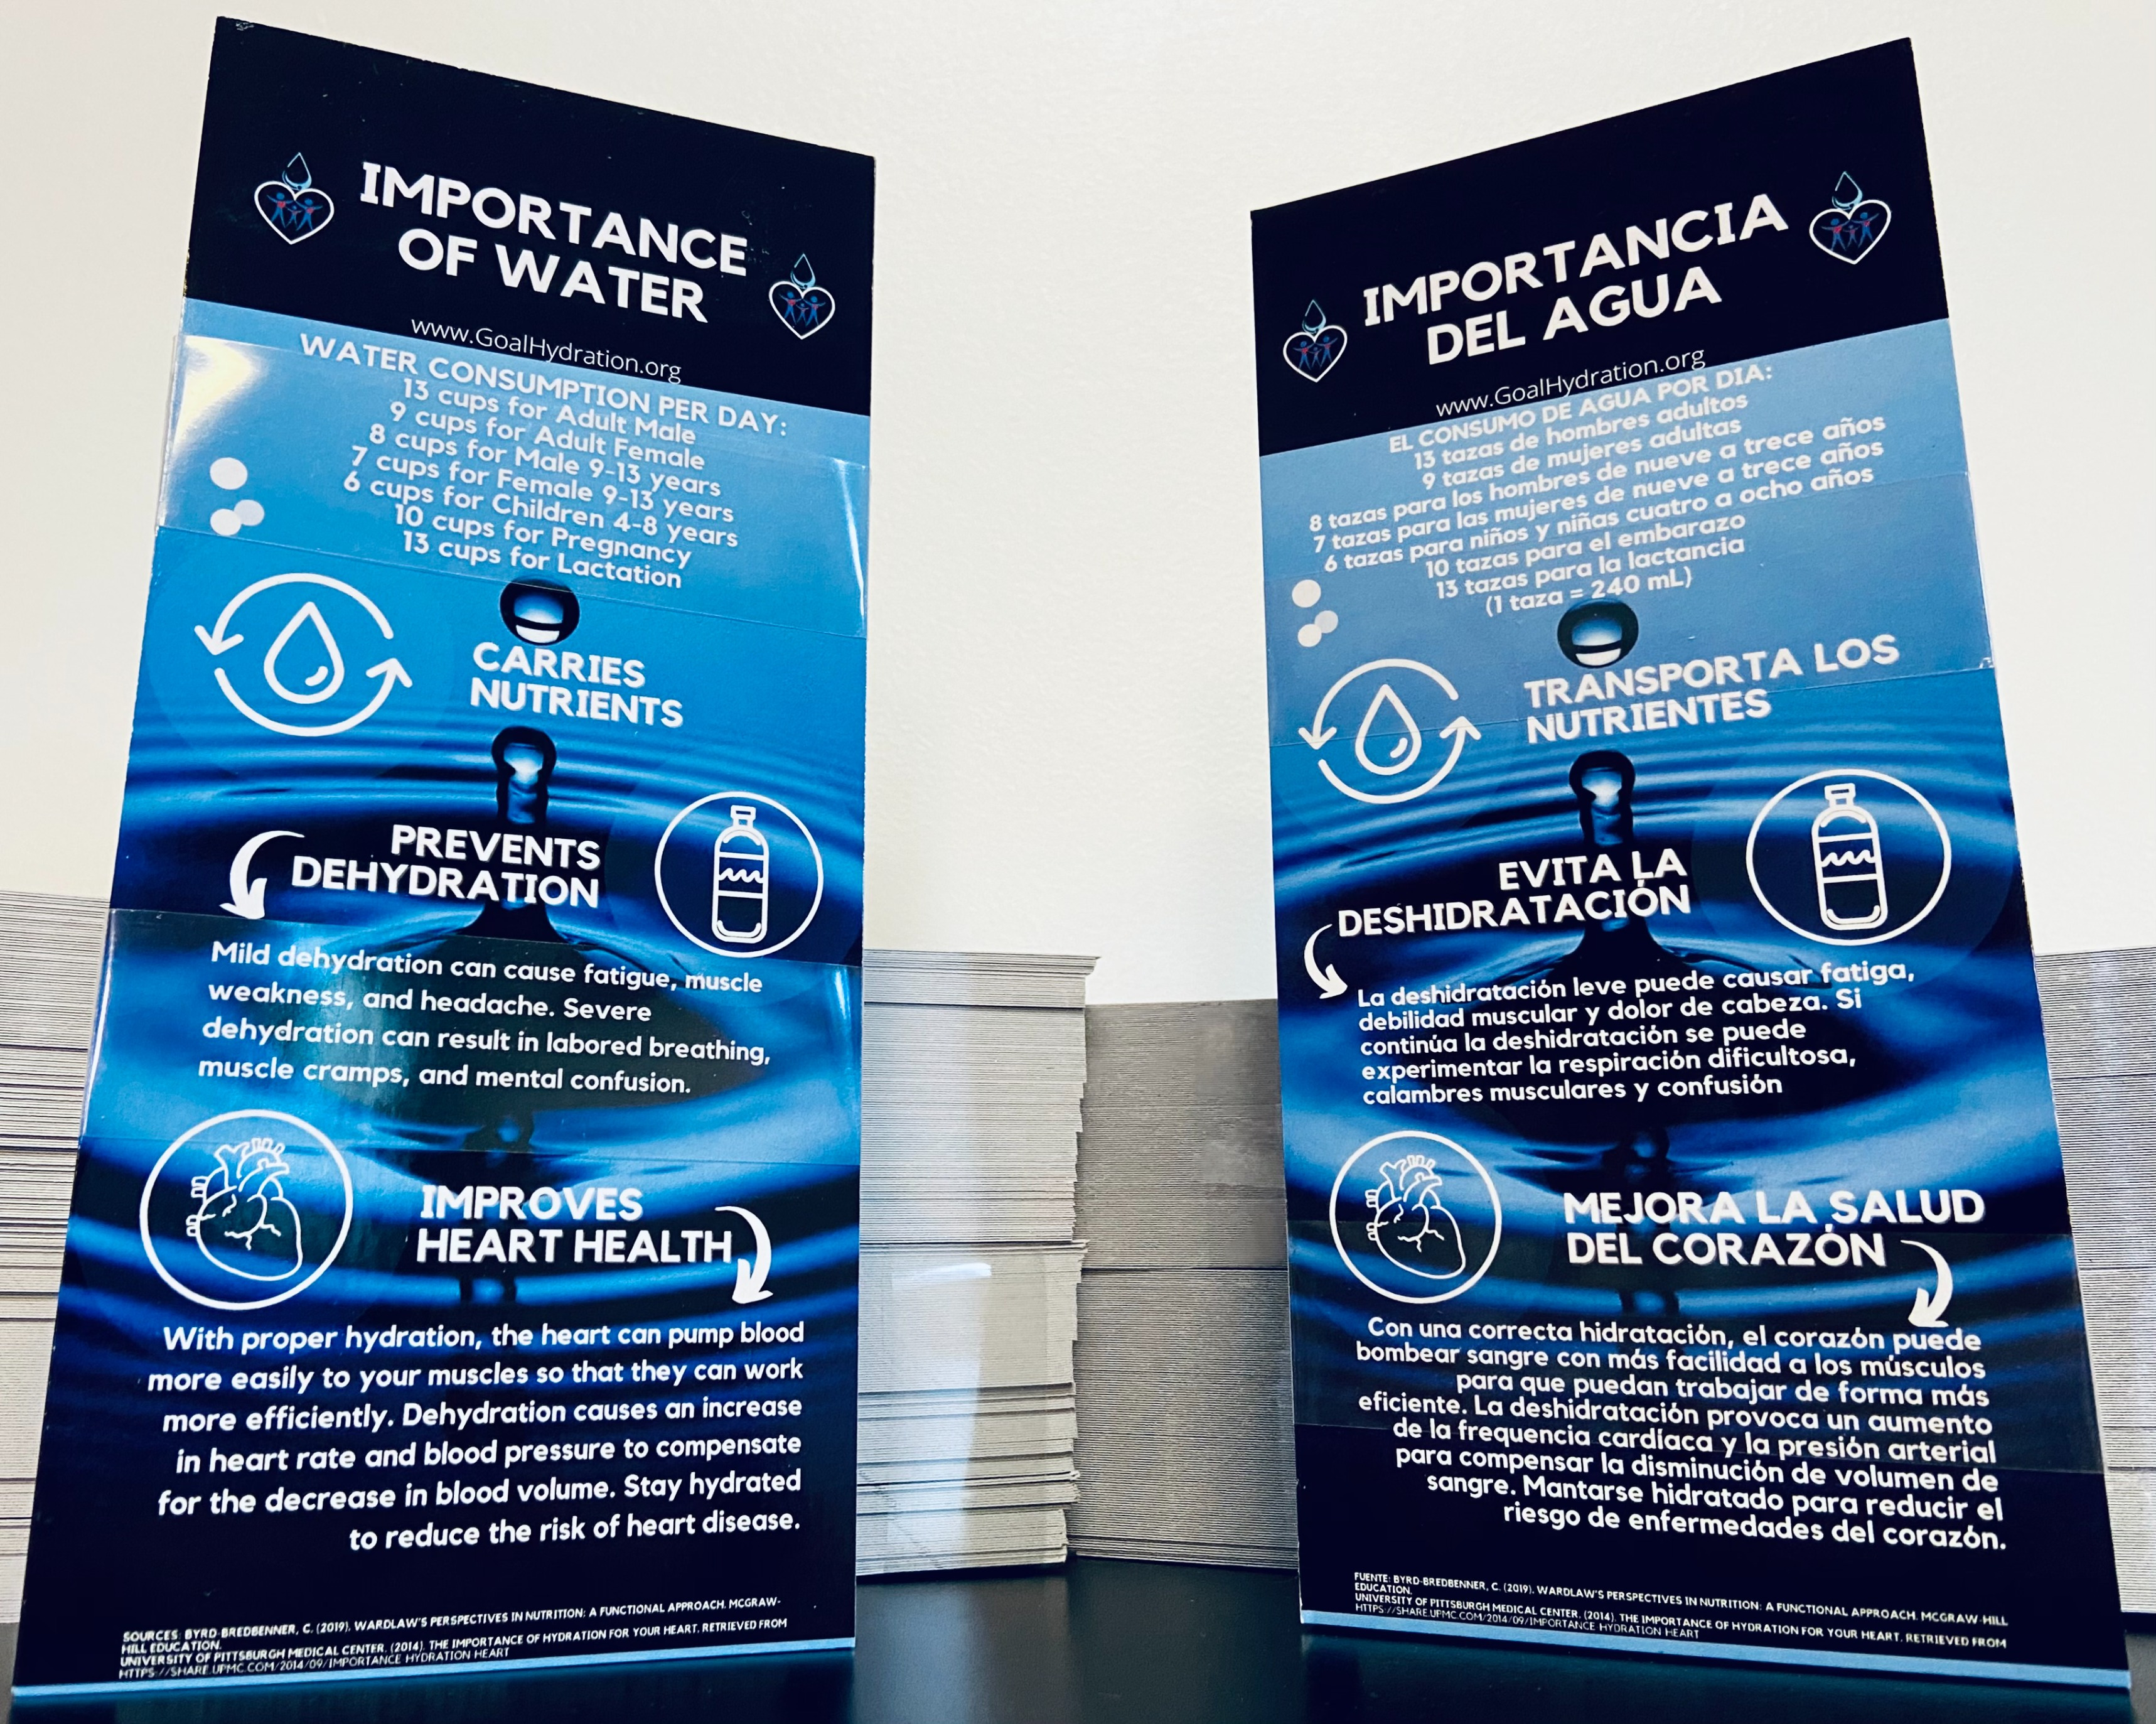 IMPORTANCE
OF WATER
www.GoalHydration.org
WATER CONSUMPTION PER DAY:
13 cups for Adult Male
9 cups for Adult Female
8 cups for Male 9-13 years
7 cups for Female 9-13 years
6 cups for Children 4-8 years
10 cups for Pregnancy
13 cups for Lactation
CARRIES
NUTRIENTS
PREVENTS
DEHYDRATION
Mild dehydration can cause fatigue, muscle
weakness, and headache. Severe
dehydration can result in labored breathing,
muscle cramps, and mental confusion.
IMPROVES
HEART HEALTH
With proper hydration, the heart can pump blood
more easily to your muscles so that they can work
more efficiently. Dehydration causes an increase
in heart rate and blood pressure to compensate
for the decrease in blood volume. Stay hydrated
to reduce the risk of heart disease.
SOURCES: BYRD-BREDBENNER, C. (2019). WARDLAW'S PERSPECTIVES IN NUTRITION: A FUNCTIONAL APPROACH. MCGRAW-
HILL EDUCATION.
UNIVERSITY OF PITTSBURGH MEDICAL CENTER. (2014). THE IMPORTANCE OF HYDRATION FOR YOUR HEART. RETRIEVED FROM
HTTPS://SHARE.UPMC.COM/2014/09/IMPORTANCE HYDRATION HEART
IMPORTANCIA
DEL AGUA
www.GoalHydration.org
EL CONSUMO DE AGUA POR DIA:
13 tazas de hombres adultos
9 tazas de mujeres adultas
8 tazas para los hombres de nueve a trece años
7 tazas para las mujeres de nueve a trece años
6 tazas para niños y niñas cuatro a ocho años
10 tazas para el embarazo
13 tazas para la lactancia
(1 taza = 240 mL)
TRANSPORTA LOS
NUTRIENTES
EVITA LA
DESHIDRATACIÓN
La deshidratación leve puede causar fatiga,
debilidad muscular y dolor de cabeza. Si
continúa la deshidratación se puede
experimentar la respiración dificultosa,
calambres musculares y confusión
MEJORA LA SALUD
DEL CORAZÓN
Con una correcta hidratación, el corazón puede
bombear sangre con más facilidad a los músculos
para que puedan trabajar de forma más
eficiente. La deshidratación provoca un aumento
de la frequencia cardíaca y la presión arterial
para compensar la disminución de volumen de
sangre. Mantarse hidratado para reducir el
riesgo de enfermedades del corazón.
FUENTE: BYRD-BREDBENNER, C. (2019). WARDLAW'S PERSPECTIVES IN NUTRITION: A FUNCTIONAL APPROACH. MCGRAW-HILL
EDUCATION.
UNIVERSITY OF PITTSBURGH MEDICAL CENTER. (2014). THE IMPORTANCE OF HYDRATION FOR YOUR HEART. RETRIEVED FROM
HTTPS://SHARE.UPMC.COM/2014/09/IMPORTANCE HYDRATION HEART